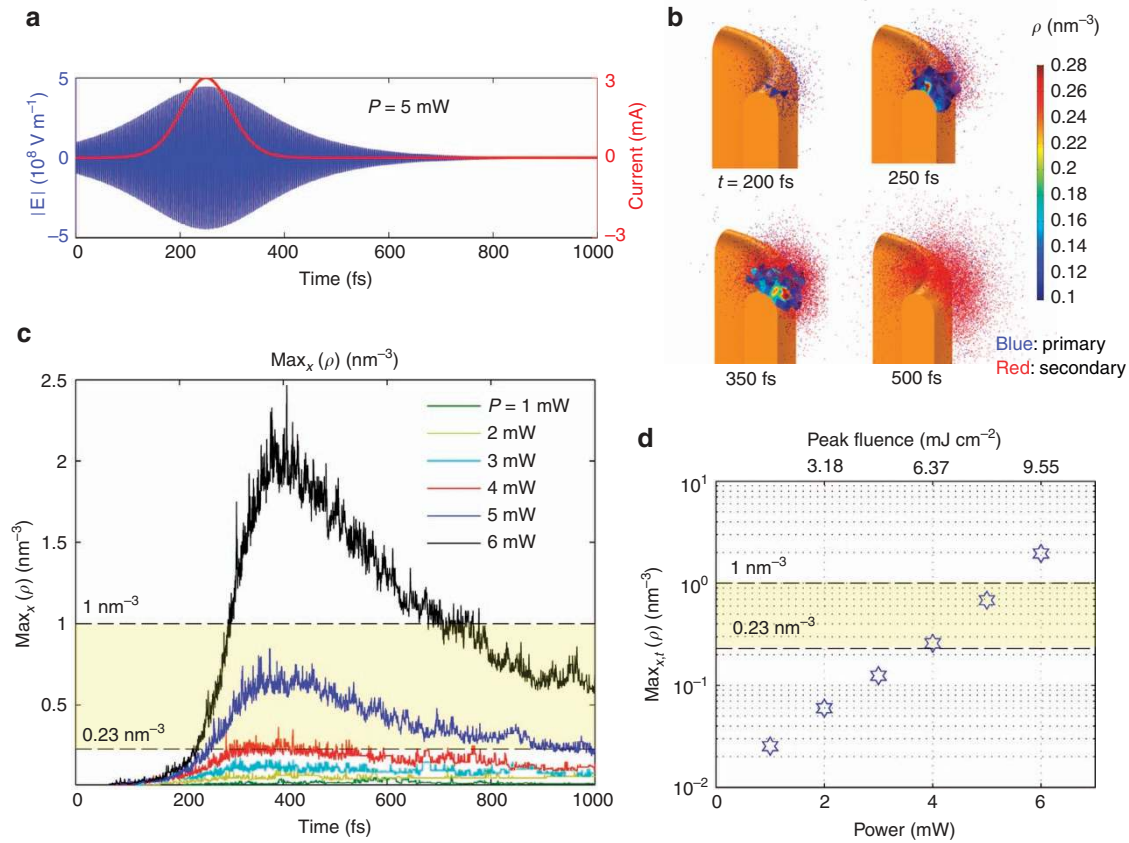 a
5
0
−5
|E| (10⁸ V m⁻¹)
P = 5 mW
3
0
−3
Current (mA)
0 200 400 600 800 1000
Time (fs)
b
ρ (nm⁻³)
0.28
0.26
0.24
0.22
0.2
0.18
0.16
0.14
0.12
0.1
t = 200 fs
250 fs
350 fs
500 fs
Blue: primary
Red: secondary
c
Maxₓ (ρ) (nm⁻³)
2.5
2
1.5
1
0.5
Maxₓ (ρ) (nm⁻³)
P = 1 mW
2 mW
3 mW
4 mW
5 mW
6 mW
1 nm⁻³
0.23 nm⁻³
0 200 400 600 800 1000
Time (fs)
d
Peak fluence (mJ cm⁻²)
3.18 6.37 9.55
10¹
10⁰
10⁻¹
10⁻²
Maxₓ,ₜ (ρ) (nm⁻³)
1 nm⁻³
0.23 nm⁻³
0 2 4 6
Power (mW)